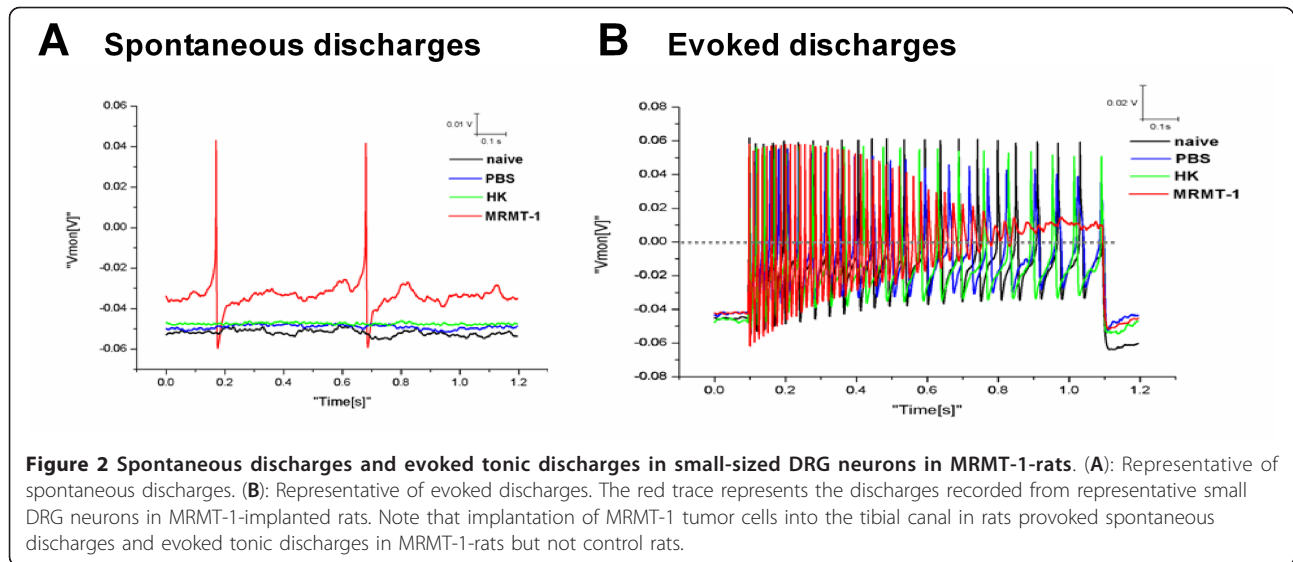 A Spontaneous discharges
B Evoked discharges
0.06
0.04
0.02
0.00
-0.02
-0.04
-0.06
"Vmon[V]"
0.01 V
0.1 s
naive
PBS
HK
MRMT-1
0.0 0.2 0.4 0.6 0.8 1.0 1.2
"Time[s]"
0.08
0.06
0.04
0.02
0.00
-0.02
-0.04
-0.06
-0.08
"Vmon[V]"
0.02 V
0.1s
naive
PBS
HK
MRMT-1
0.0 0.2 0.4 0.6 0.8 1.0 1.2
"Time[s]"
Figure 2 Spontaneous discharges and evoked tonic discharges in small-sized DRG neurons in MRMT-1-rats. (A): Representative of
spontaneous discharges. (B): Representative of evoked discharges. The red trace represents the discharges recorded from representative small
DRG neurons in MRMT-1-implanted rats. Note that implantation of MRMT-1 tumor cells into the tibial canal in rats provoked spontaneous
discharges and evoked tonic discharges in MRMT-1-rats but not control rats.